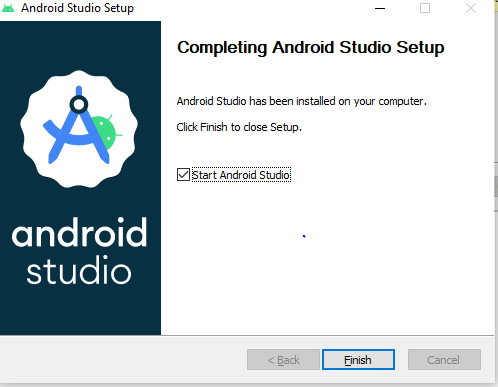 Android Studio Setup
Completing Android Studio Setup
Android Studio has been installed on your computer.
Click Finish to close Setup.
Start Android Studio
android
studio
< Back
Finish
Cancel